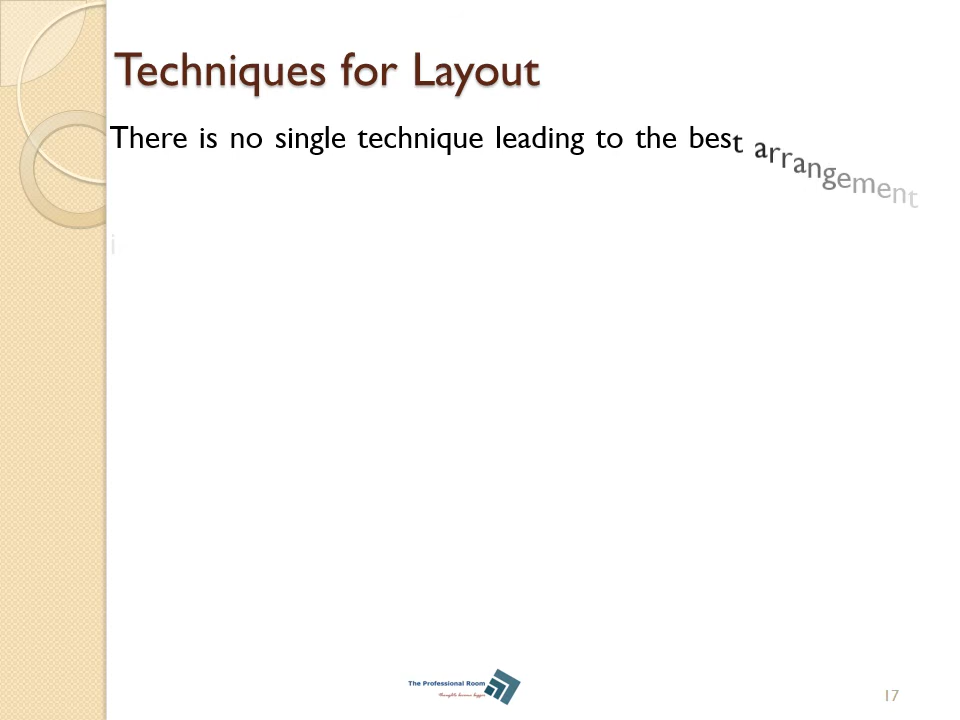 Techniques for Layout
There is no single technique leading to the best arrangement
i
The Professional Room
17